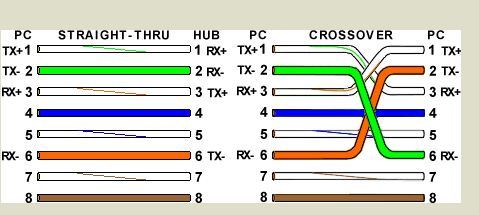 PC STRAIGHT-THRU HUB PC CROSSOVER PC
TX+1 1 RX+ TX+1 1 TX+
TX- 2 2 RX- TX- 2 2 TX-
RX+ 3 3 TX+ RX+ 3 3 RX+
4 4 4 4
5 5 5 5
RX- 6 6 TX- RX- 6 6 RX-
7 7 7 7
8 8 8 8